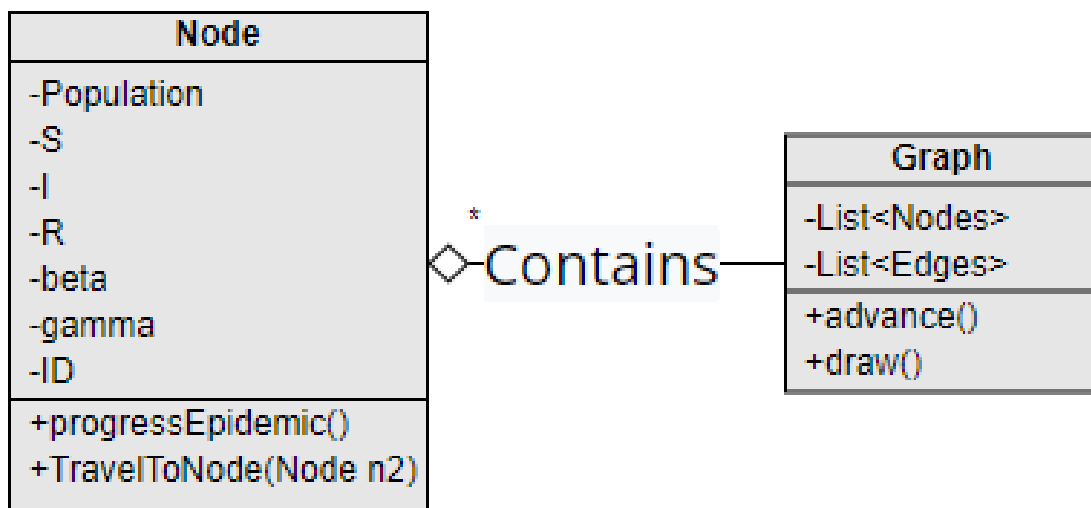 Node
-Population
-S
-I
-R
-beta
-gamma
-ID
+progressEpidemic()
+TravelToNode(Node n2)
*
Contains
Graph
-List<Nodes>
-List<Edges>
+advance()
+draw()